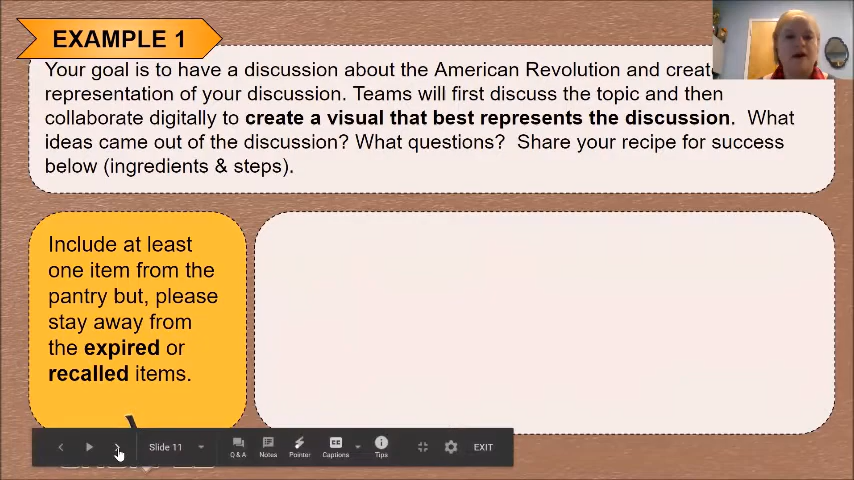 EXAMPLE 1
Your goal is to have a discussion about the American Revolution and create
representation of your discussion. Teams will first discuss the topic and then
collaborate digitally to create a visual that best represents the discussion. What
ideas came out of the discussion? What questions? Share your recipe for success
below (ingredients & steps).
Include at least
one item from the
pantry but, please
stay away from
the expired or
recalled items.
Slide 11
Q & A
Notes
Pointer
CC
Captions
Tips
EXIT